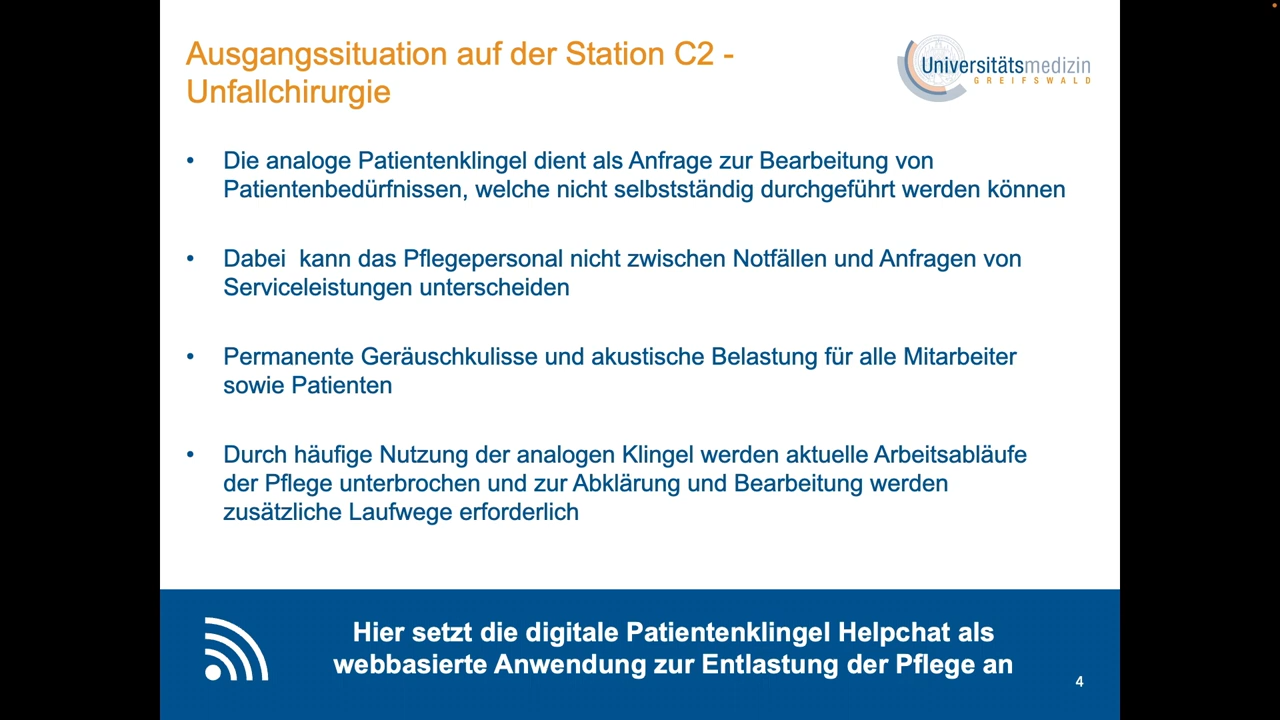 Ausgangssituation auf der Station C2 -
Unfallchirurgie
Universitätsmedizin
GREIFSWALD
• Die analoge Patientenklingel dient als Anfrage zur Bearbeitung von
Patientenbedürfnissen, welche nicht selbstständig durchgeführt werden können
• Dabei  kann das Pflegepersonal nicht zwischen Notfällen und Anfragen von
Serviceleistungen unterscheiden
• Permanente Geräuschkulisse und akustische Belastung für alle Mitarbeiter
sowie Patienten
• Durch häufige Nutzung der analogen Klingel werden aktuelle Arbeitsabläufe
der Pflege unterbrochen und zur Abklärung und Bearbeitung werden
zusätzliche Laufwege erforderlich
Hier setzt die digitale Patientenklingel Helpchat als
webbasierte Anwendung zur Entlastung der Pflege an
4